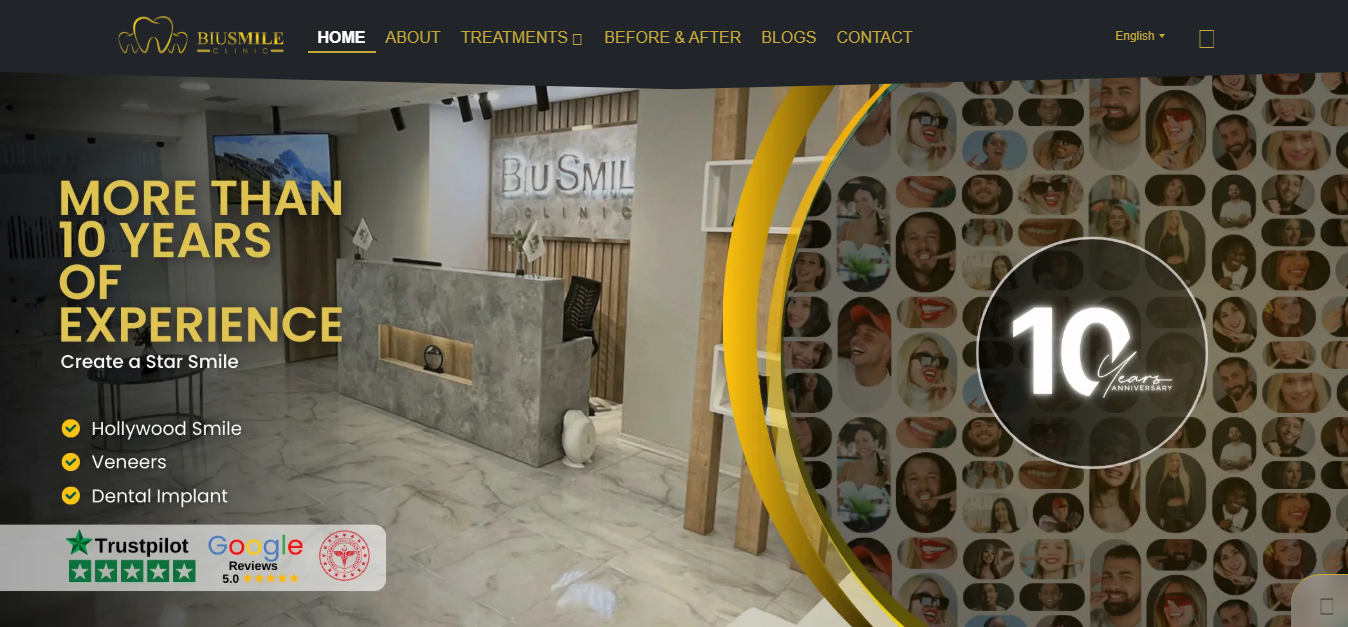 BIUSMILE
CLINIC
HOME
ABOUT
TREATMENTS
BEFORE & AFTER
BLOGS
CONTACT
English
BIUSMIL
CLINIC
MORE THAN
10 YEARS
OF
EXPERIENCE
Create a Star Smile
Hollywood Smile
Veneers
Dental Implant
Trustpilot
Google
Reviews
5.0
10
Years
ANNIVERSARY